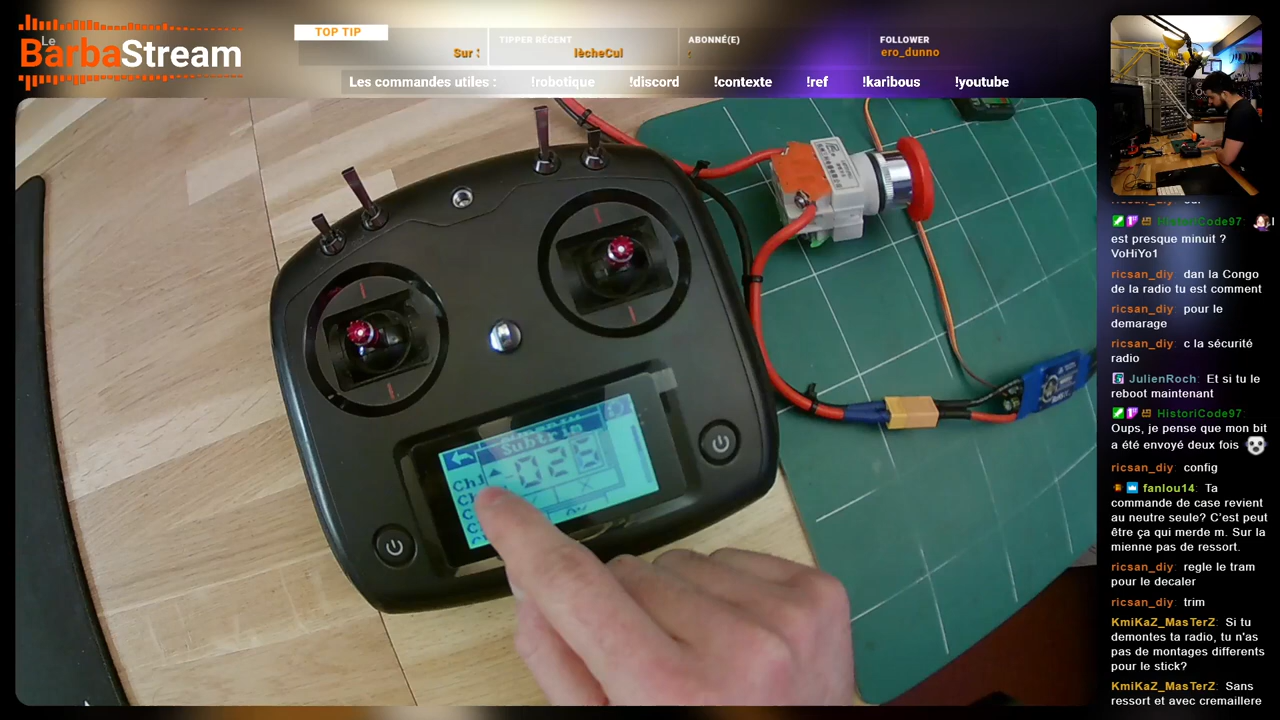 Le
BarbaStream
TOP TIP
Sur :
TIPPER RÉCENT
lècheCul
ABONNÉ(E)
:
FOLLOWER
ero_dunno
Les commandes utiles : !robotique !discord !contexte !ref !karibous !youtube
Subtrim
-026
Ch1
HistoriCode97: I
est presque minuit ?
VoHiYo1
ricsan_diy: dan la Congo
de la radio tu est comment
ricsan_diy: pour le
demarage
ricsan_diy: c la sécurité
radio
JulienRoch: Et si tu le
reboot maintenant
HistoriCode97:
Oups, je pense que mon bit
a été envoyé deux fois
ricsan_diy: config
fanlou14: Ta
commande de case revient
au neutre seule? C'est peut
être ça qui merde m. Sur la
mienne pas de ressort.
ricsan_diy: regle le tram
pour le decaler
ricsan_diy: trim
KmiKaZ_MasTerZ: Si tu
demontes ta radio, tu n'as
pas de montages differents
pour le stick?
KmiKaZ_MasTerZ: Sans
ressort et avec cremaillere